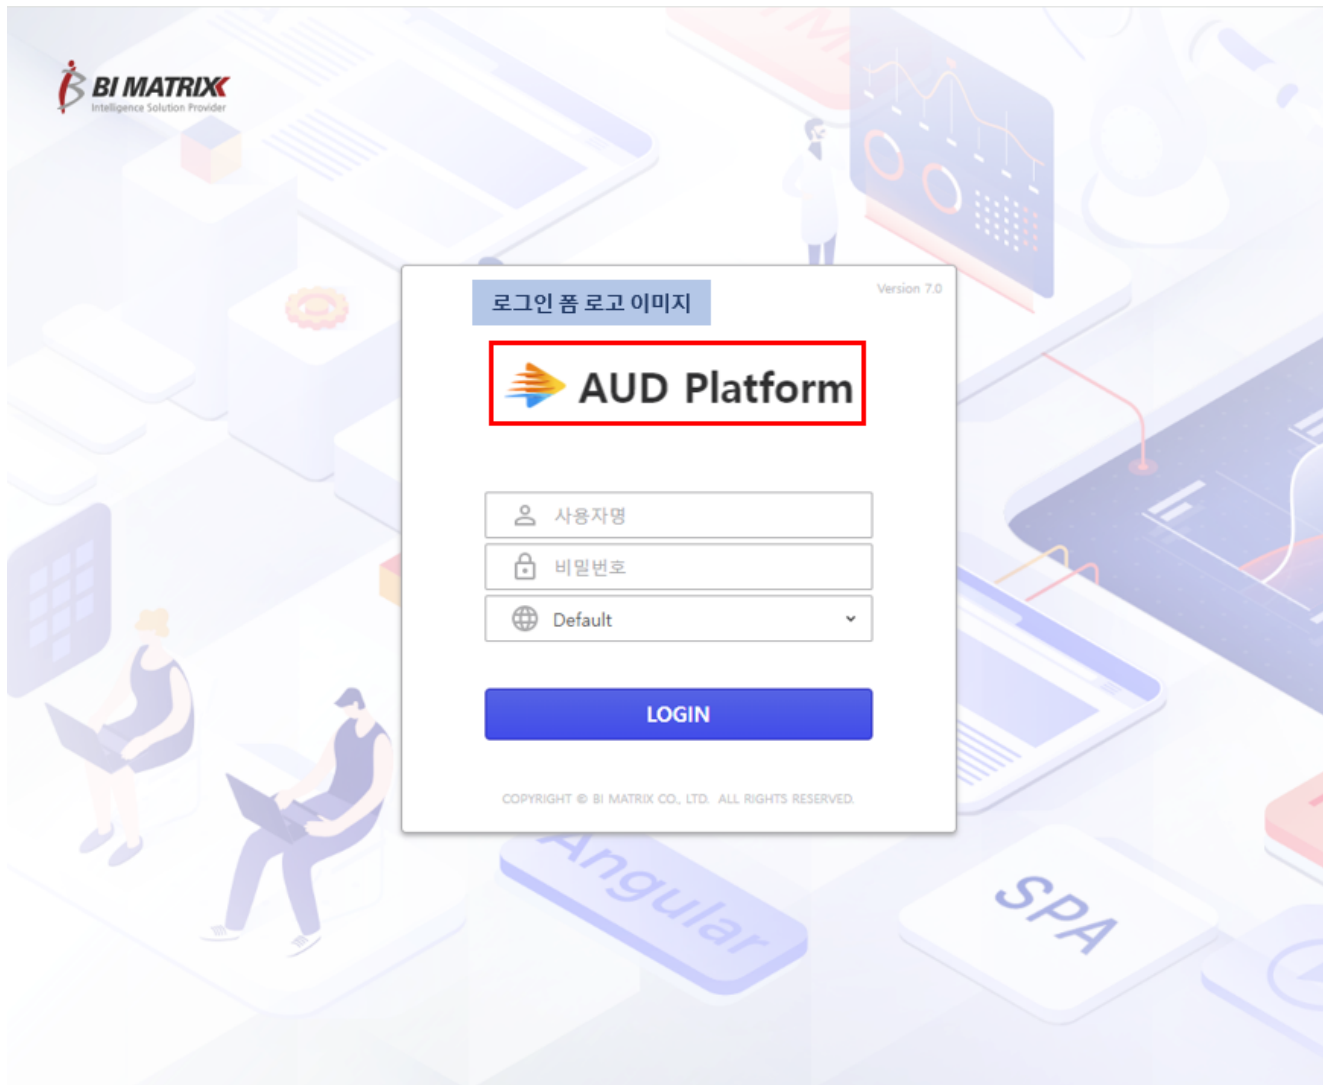 BI MATRIX
Intelligence Solution Provider
Version 7.0
로그인 폼 로고 이미지
AUD Platform
사용자명
비밀번호
Default
LOGIN
COPYRIGHT © BI MATRIX CO., LTD. ALL RIGHTS RESERVED.
Angular
SPA